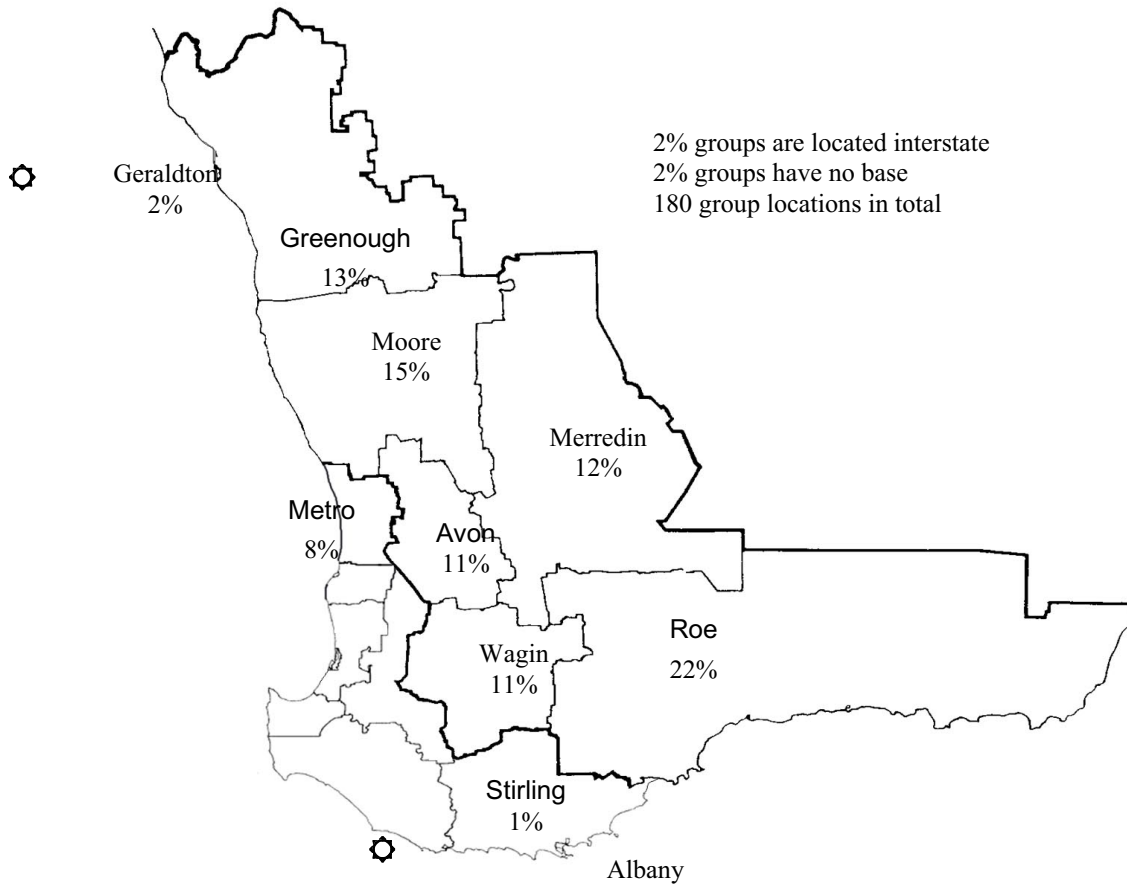 2% groups are located interstate
2% groups have no base
180 group locations in total
Geraldton
2%
Greenough
13%
Moore
15%
Merredin
12%
Metro
8%
Avon
11%
Roe
22%
Wagin
11%
Stirling
1%
Albany